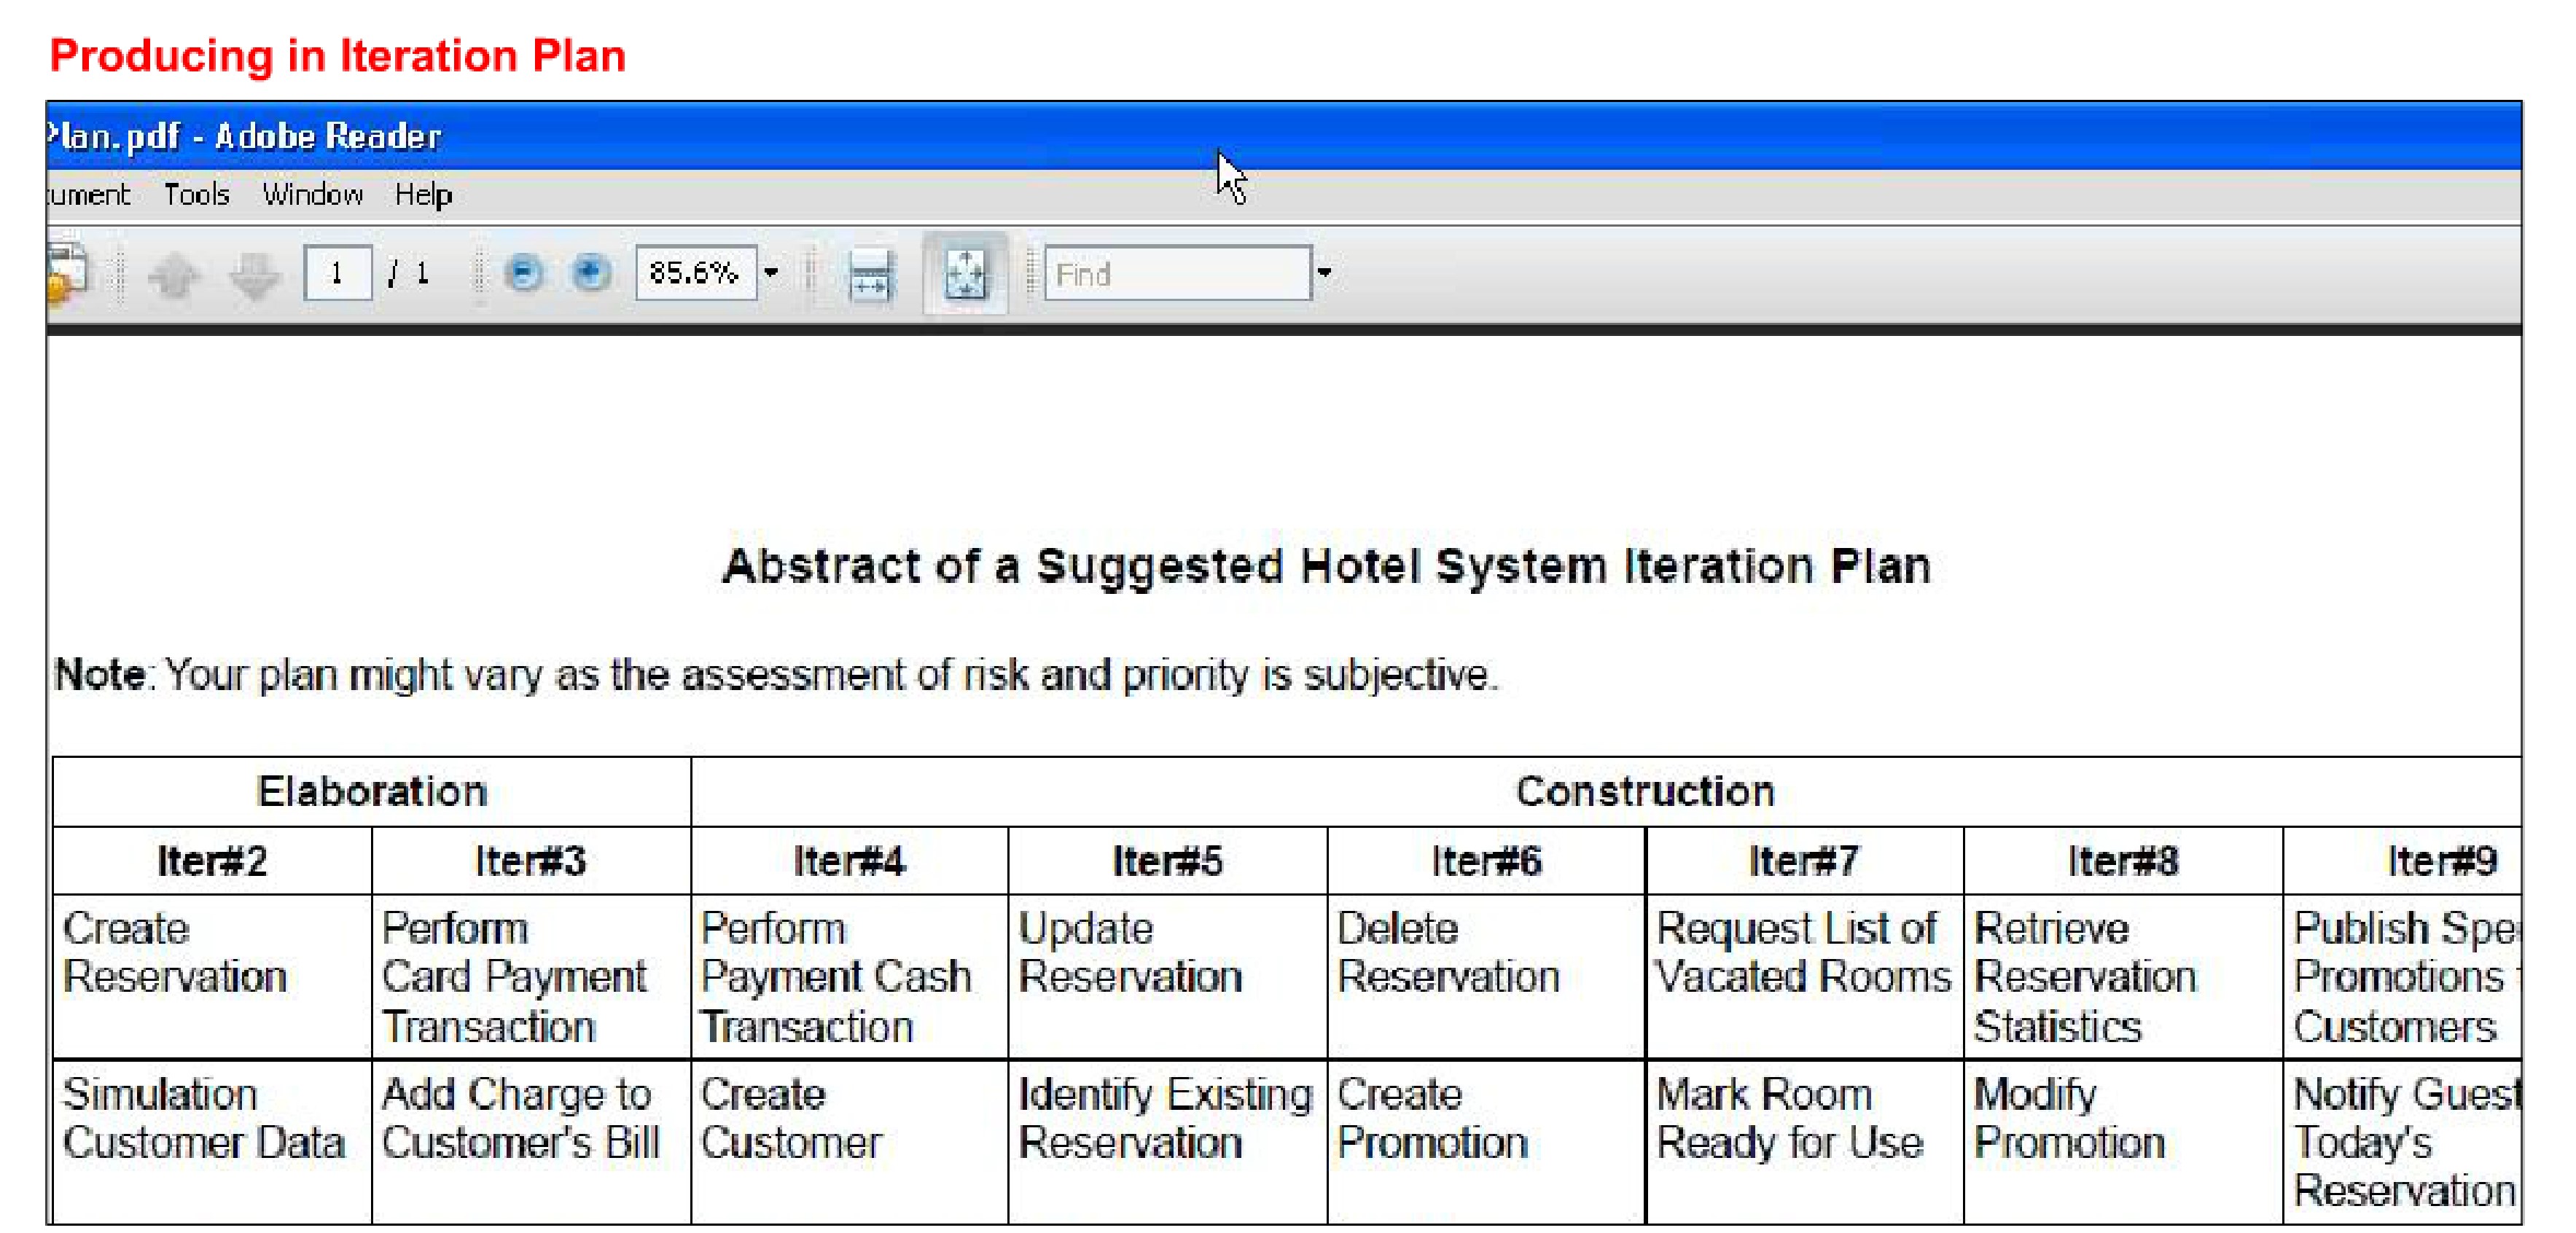 Producing in Iteration Plan
Plan.pdf - Adobe Reader
ument Tools Window Help
1 / 1 85.6% Find
Abstract of a Suggested Hotel System Iteration Plan
Note: Your plan might vary as the assessment of risk and priority is subjective.
Elaboration Construction
Iter#2 Iter#3 Iter#4 Iter#5 Iter#6 Iter#7 Iter#8 Iter#9
Create Perform Perform Update Delete Request List of Retrieve Publish Spe
Reservation Card Payment Payment Cash Reservation Reservation Vacated Rooms Reservation Promotions
Transaction Transaction Statistics Customers
Simulation Add Charge to Create Identify Existing Create Mark Room Modify Notify Guest
Customer Data Customer's Bill Customer Reservation Promotion Ready for Use Promotion Today's
Reservation